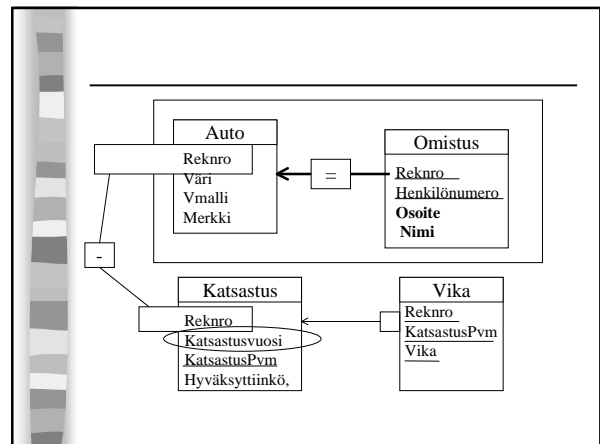 Auto
Reknro
Väri
Vmalli
Merkki
=
Omistus
Reknro
Henkilönumero
Osoite
Nimi
-
Katsastus
Reknro
Katsastusvuosi
KatsastusPvm
Hyväksyttiinkö,
Vika
Reknro
KatsastusPvm
Vika